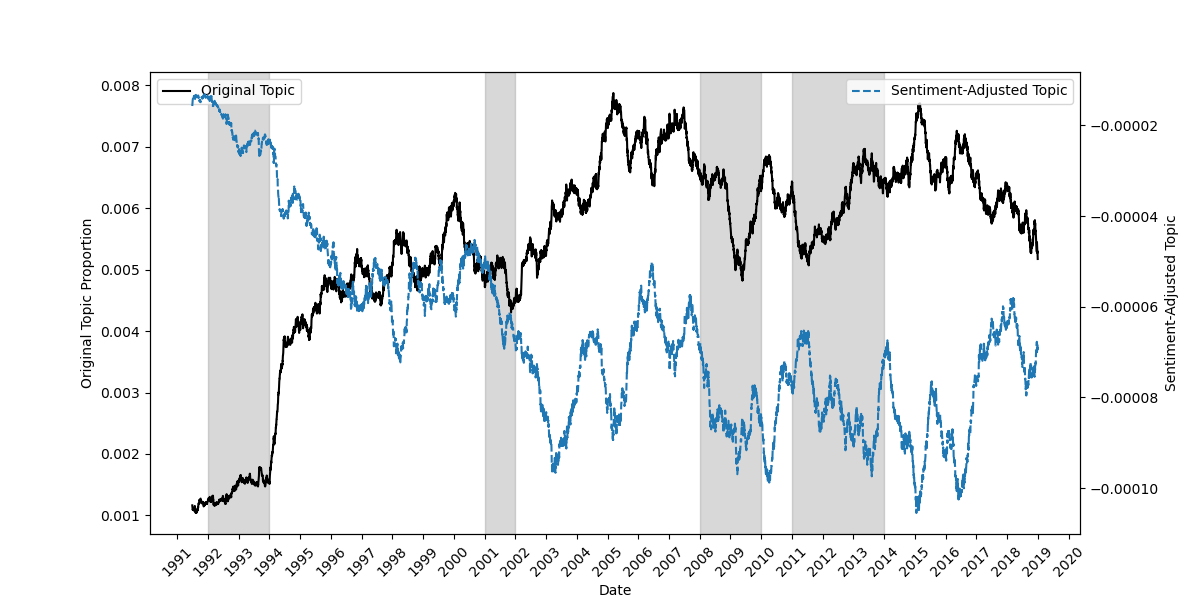 Original Topic
Sentiment-Adjusted Topic
0.008
0.007
0.006
0.005
0.004
0.003
0.002
0.001
Original Topic Proportion
−0.00002
−0.00004
−0.00006
−0.00008
−0.00010
Sentiment-Adjusted Topic
1991 1992 1993 1994 1995 1996 1997 1998 1999 2000 2001 2002 2003 2004 2005 2006 2007 2008 2009 2010 2011 2012 2013 2014 2015 2016 2017 2018 2019 2020
Date